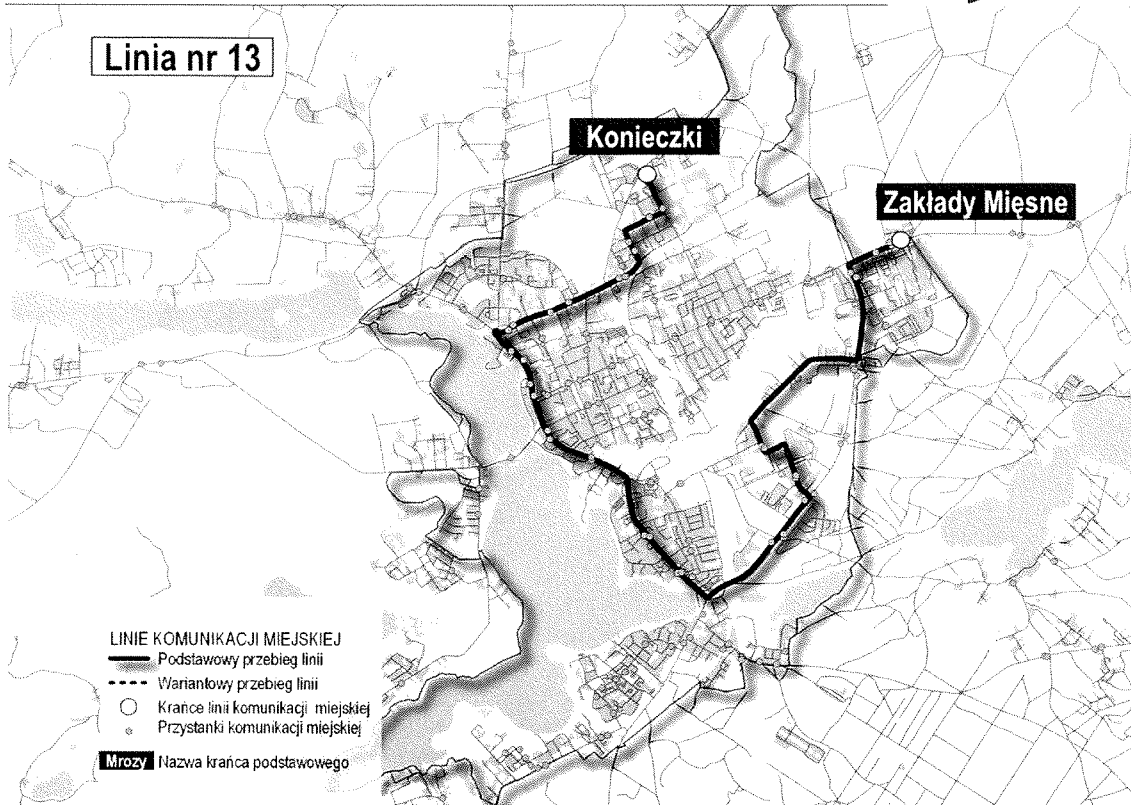 Linia nr 13
Konieczki
Zakłady Mięsne
LINIE KOMUNIKACJI MIEJSKIEJ
Podstawowy przebieg linii
Wariantowy przebieg linii
Krańce linii komunikacji miejskiej
Przystanki komunikacji miejskiej
Mrozy Nazwa krańca podstawowego